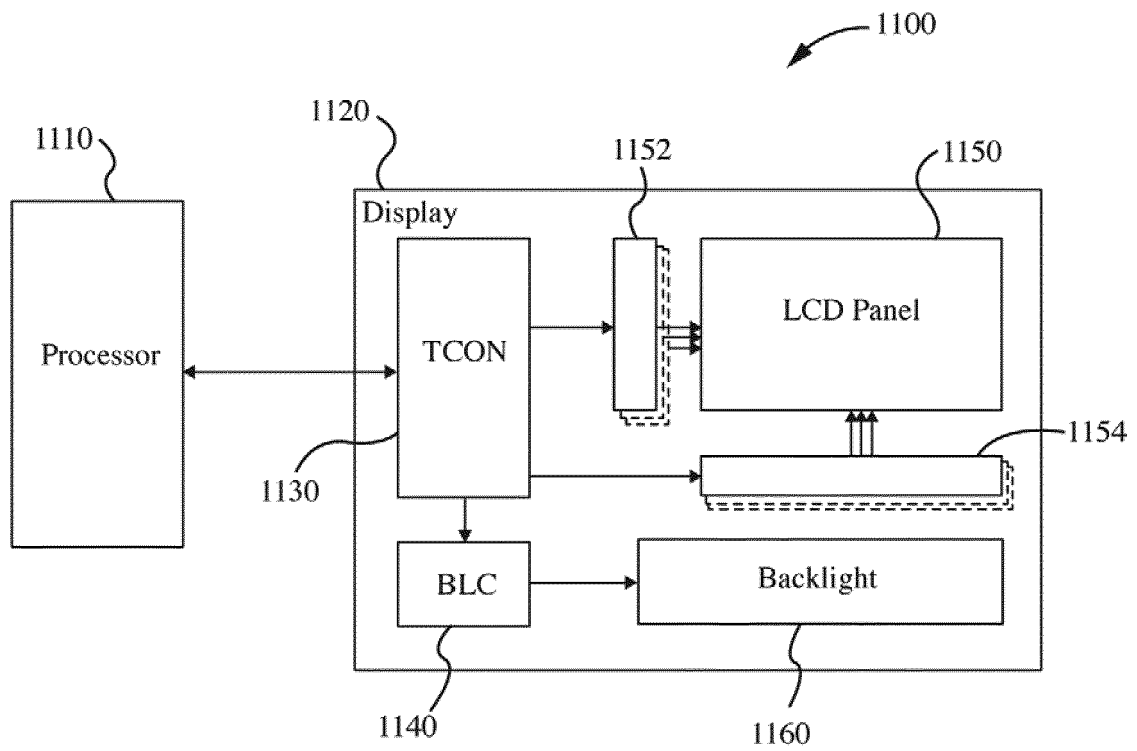 1100
1120
1110
1152
1150
Display
LCD Panel
Processor
TCON
1154
1130
BLC
Backlight
1140
1160